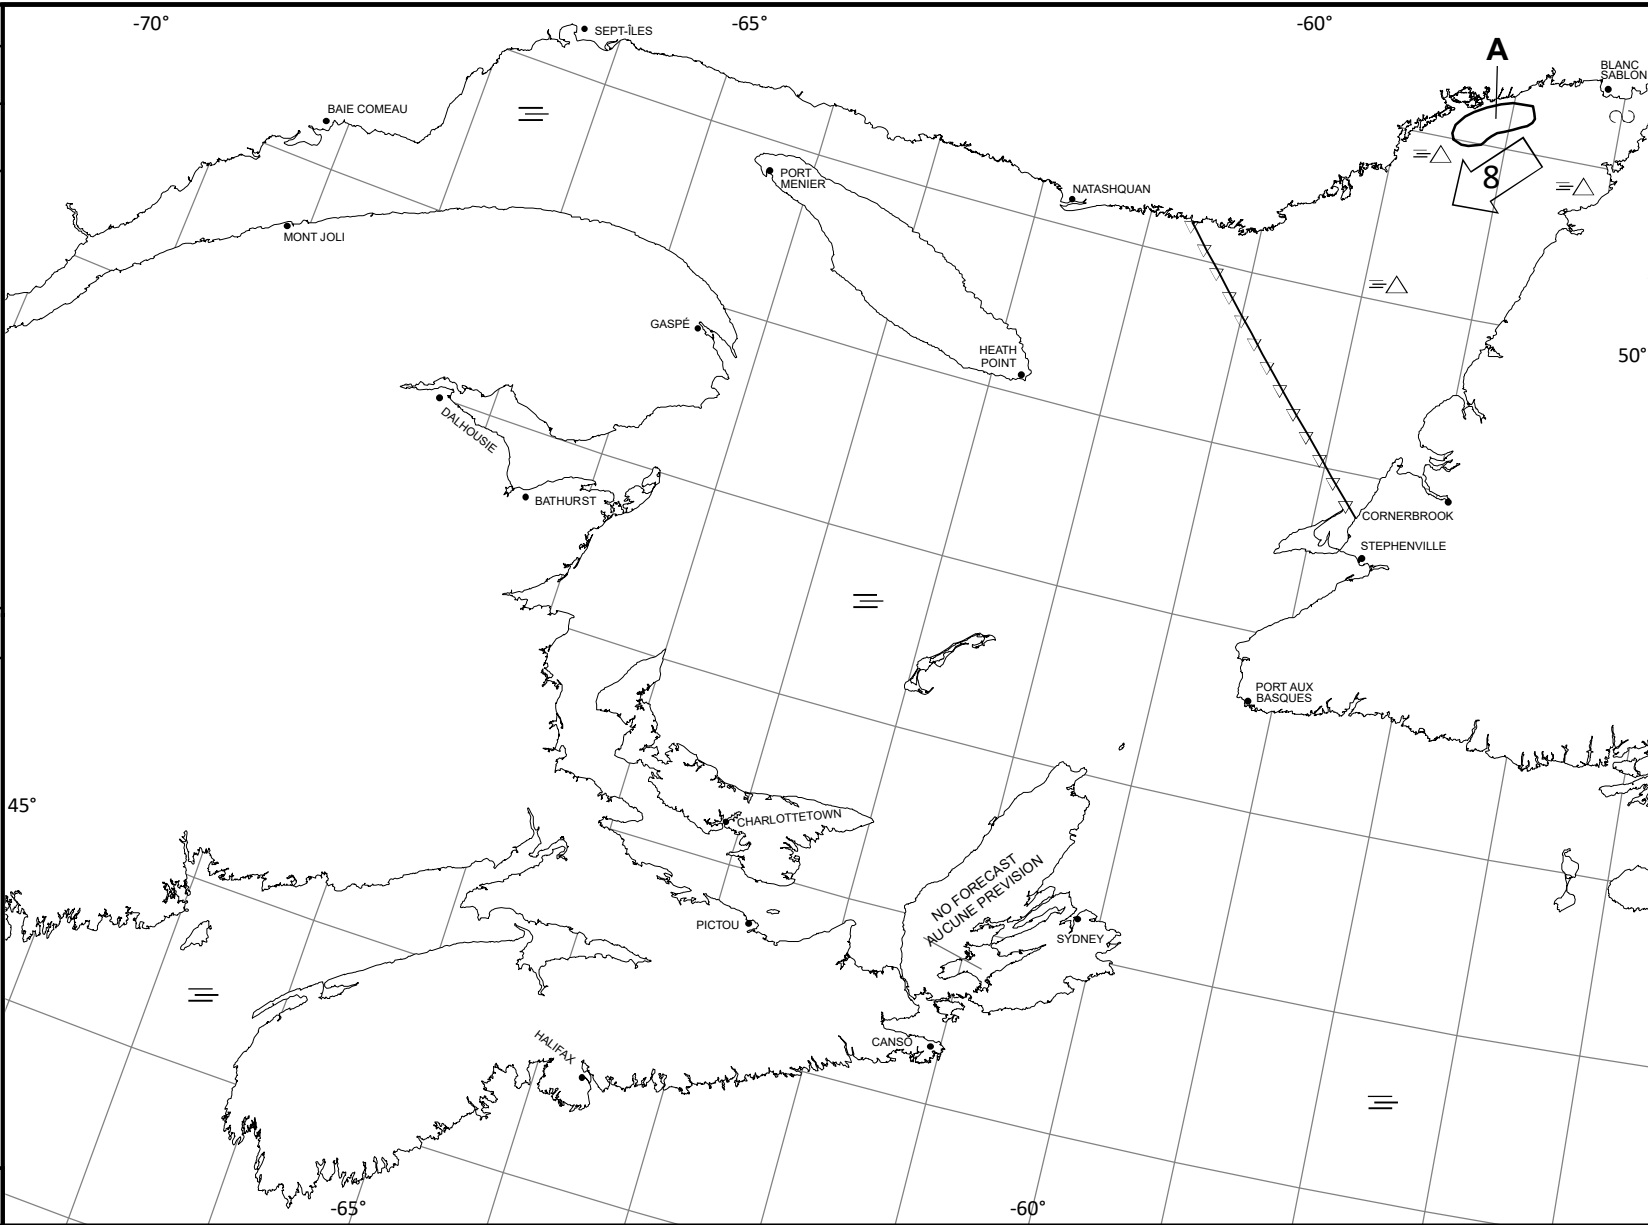 -70°
-65°
-60°
SEPT-ÎLES
A
BLANC
SABLON
BAIE COMEAU
PORT
MENIER
8
NATASHQUAN
MONT JOLI
GASPÉ
HEATH
POINT
50°
DALHOUSIE
BATHURST
CORNERBROOK
STEPHENVILLE
PORT AUX
BASQUES
45°
CHARLOTTETOWN
NO FORECAST
AUCUNE PREVISION
PICTOU
SYDNEY
CANSO
HALIFAX
-65°
-60°